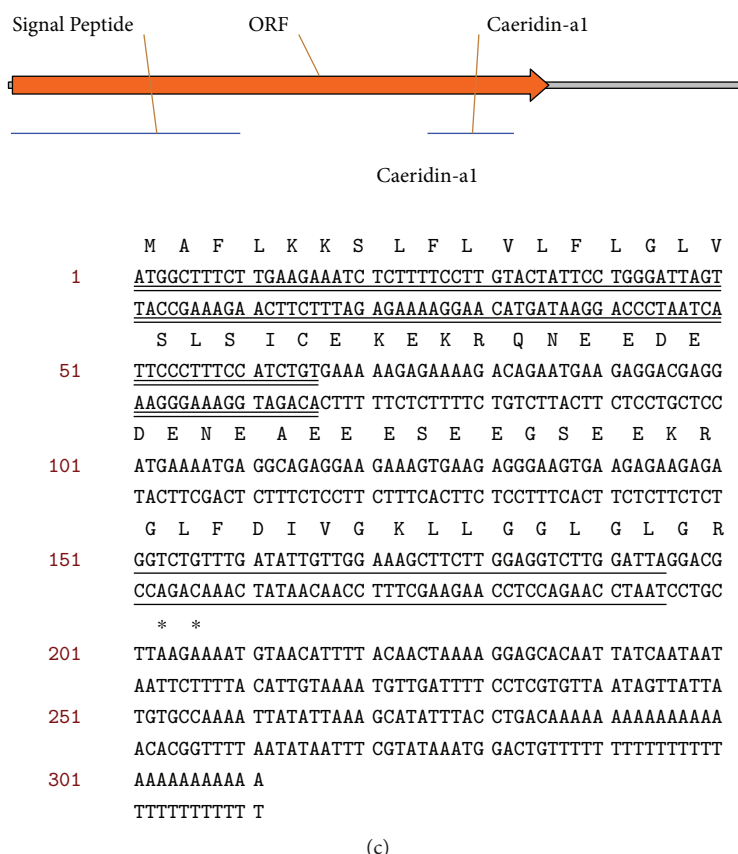 Signal Peptide ORF Caeridin-a1
Caeridin-a1
M A F L K K S L F L V L F L G L V
1 ATGGCTTTCT TGAAGAAATC TCTTTTCCTT GTACTATTCC TGGGATTAGT
TACCGAAAGA ACTTCTTTAG AGAAAAGGAA CATGATAAGG ACCCTAATCA
S L S I C E K E K R Q N E E D E
51 TTCCCTTTCC ATCTGTGAAA AAGAGAAAAG ACAGAATGAA GAGGACGAGG
AAGGGAAAGG TAGACACTTT TTCTCTTTTC TGTCTTACTT CTCCTGCTCC
D E N E A E E E S E E G S E E K R
101 ATGAAAATGA GGCAGAGGAA GAAAGTGAAG AGGGAAGTGA AGAGAAGAGA
TACTTCGACT CTTTCTCCTT CTTTCACTTC TCCTTTCACT TCTCTTCTCT
G L F D I V G K L L G G L G L G R
151 GGTCTGTTTG ATATTGTTGG AAAGCTTCTT GGAGGTCTTG GATTAGGACG
CCAGACAAAC TATAACAACC TTTCGAAGAA CCTCCAGAAC CTAATCCTGC
* *
201 TTAAGAAAAT GTAACATTTT ACAACTAAAA GGAGCACAAT TATCAATAAT
AATTCTTTTA CATTGTAAAA TGTTGATTTT CCTCGTGTTA ATAGTTATTA
251 TGTGCCAAAA TTATATTAAA GCATATTTAC CTGACAAAAA AAAAAAAAAA
ACACGGTTTT AATATAATTT CGTATAAATG GACTGTTTTT TTTTTTTTTT
301 AAAAAAAAAA A
TTTTTTTTTT T
(c)